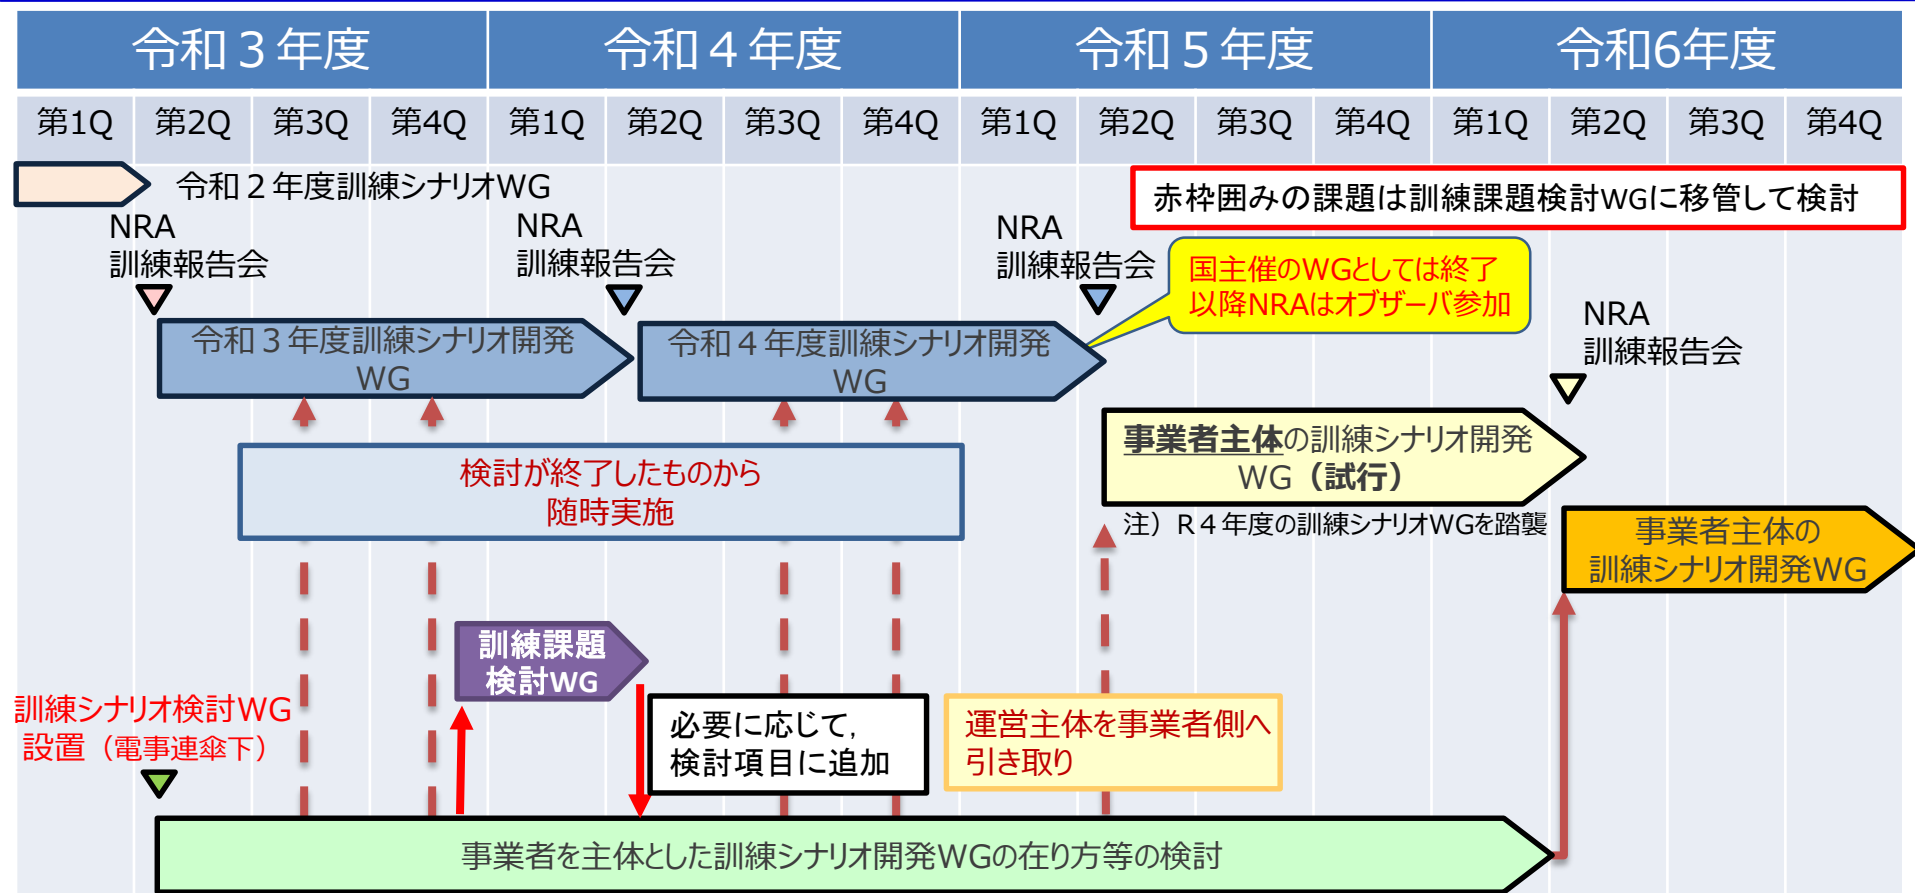 令和３年度 令和４年度 令和５年度 令和6年度
第1Q 第2Q 第3Q 第4Q 第1Q 第2Q 第3Q 第4Q 第1Q 第2Q 第3Q 第4Q 第1Q 第2Q 第3Q 第4Q
令和２年度訓練シナリオWG
赤枠囲みの課題は訓練課題検討WGに移管して検討
NRA
訓練報告会
NRA
訓練報告会
NRA
訓練報告会
国主催のWGとしては終了
以降NRAはオブザーバ参加
NRA
訓練報告会
令和３年度訓練シナリオ開発
WG
令和４年度訓練シナリオ開発
WG
事業者主体の訓練シナリオ開発
WG（試行）
注）R４年度の訓練シナリオWGを踏襲
検討が終了したものから
随時実施
事業者主体の
訓練シナリオ開発WG
訓練課題
検討WG
訓練シナリオ検討WG
設置（電事連傘下）
必要に応じて，
検討項目に追加
運営主体を事業者側へ
引き取り
事業者を主体とした訓練シナリオ開発WGの在り方等の検討